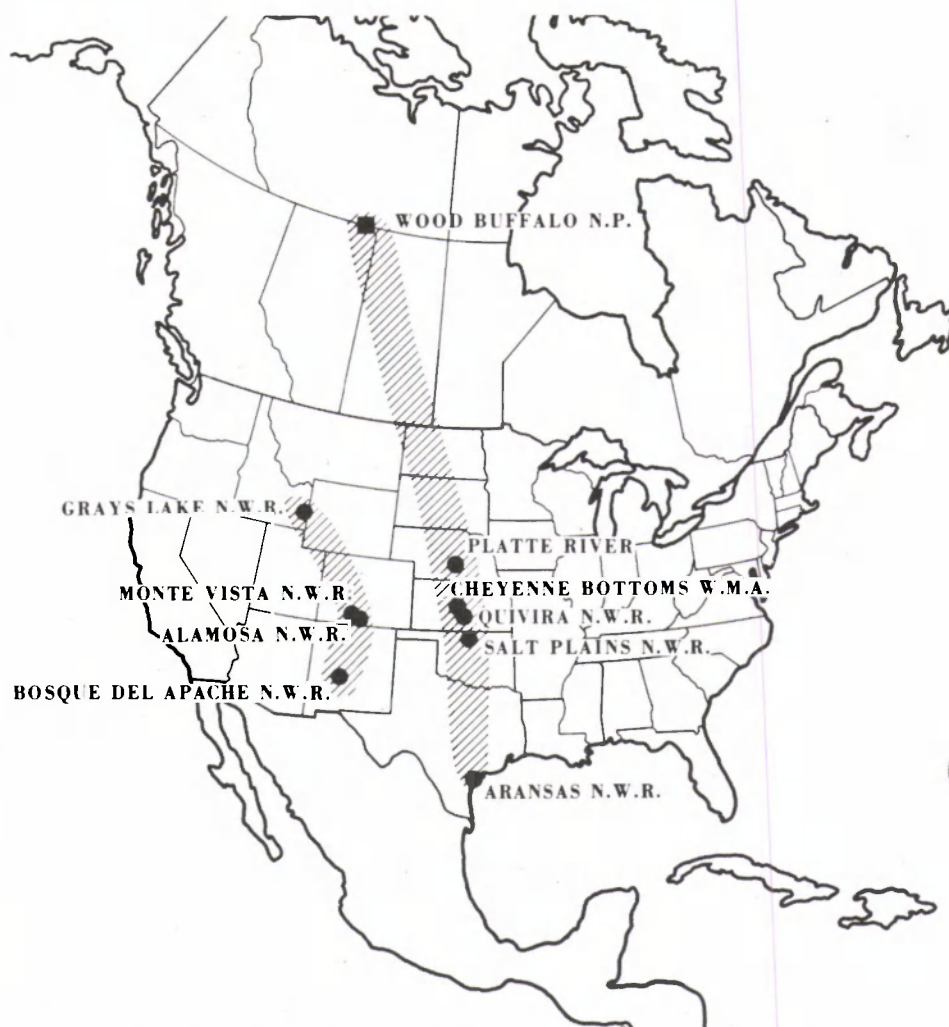 WOOD BUFFALO N.P.
GRAYS LAKE N.W.R.
PLATTE RIVER
MONTE VISTA N.W.R
CHEYENNE BOTTOMS W.M.A.
QUIVIRA N.W.R.
ALAMOSA N.W.R.
SALT PLAINS N.W.R.
BOSQUE DEL APACHE N.W.R.
ARANSAS N.W.R.